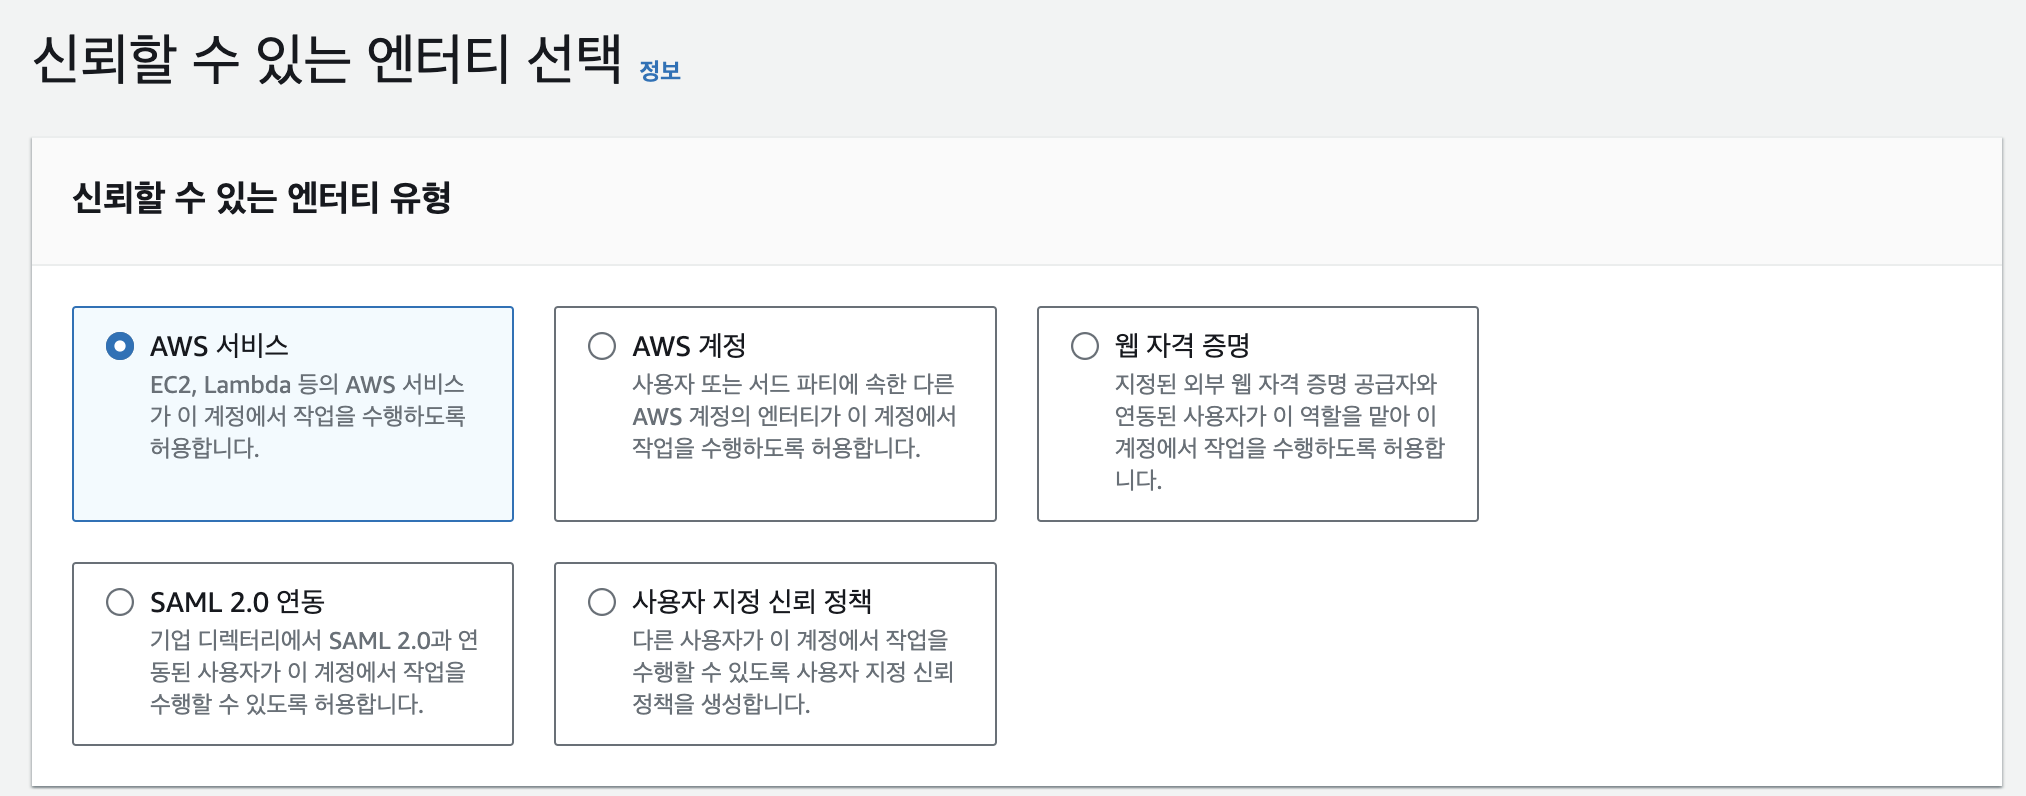 신뢰할 수 있는 엔터티 선택 정보
신뢰할 수 있는 엔터티 유형
AWS 서비스
EC2, Lambda 등의 AWS 서비스
가 이 계정에서 작업을 수행하도록
허용합니다.
AWS 계정
사용자 또는 서드 파티에 속한 다른
AWS 계정의 엔터티가 이 계정에서
작업을 수행하도록 허용합니다.
웹 자격 증명
지정된 외부 웹 자격 증명 공급자와
연동된 사용자가 이 역할을 맡아 이
계정에서 작업을 수행하도록 허용합
니다.
SAML 2.0 연동
기업 디렉터리에서 SAML 2.0과 연
동된 사용자가 이 계정에서 작업을
수행할 수 있도록 허용합니다.
사용자 지정 신뢰 정책
다른 사용자가 이 계정에서 작업을
수행할 수 있도록 사용자 지정 신뢰
정책을 생성합니다.